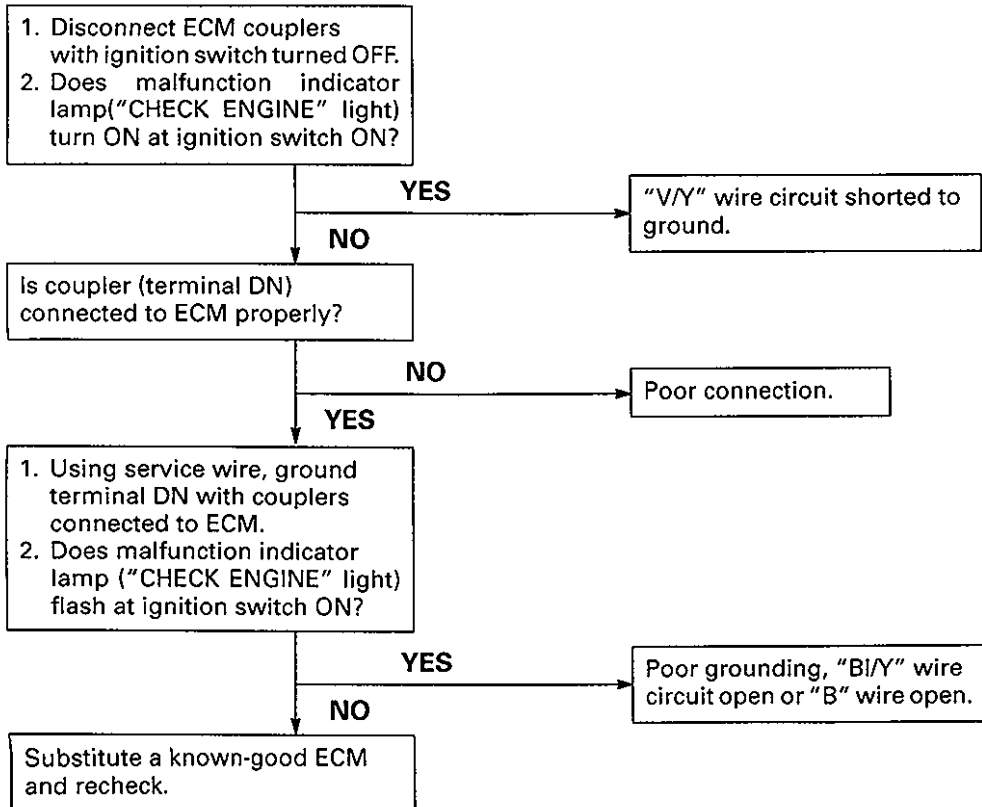 1. Disconnect ECM couplers
with ignition switch turned OFF.
2. Does malfunction indicator
lamp("CHECK ENGINE" light)
turn ON at ignition switch ON?
YES
"V/Y" wire circuit shorted to
ground.
NO
Is coupler (terminal DN)
connected to ECM properly?
NO
Poor connection.
YES
1. Using service wire, ground
terminal DN with couplers
connected to ECM.
2. Does malfunction indicator
lamp ("CHECK ENGINE" light)
flash at ignition switch ON?
YES
Poor grounding, "Bl/Y" wire
circuit open or "B" wire open.
NO
Substitute a known-good ECM
and recheck.